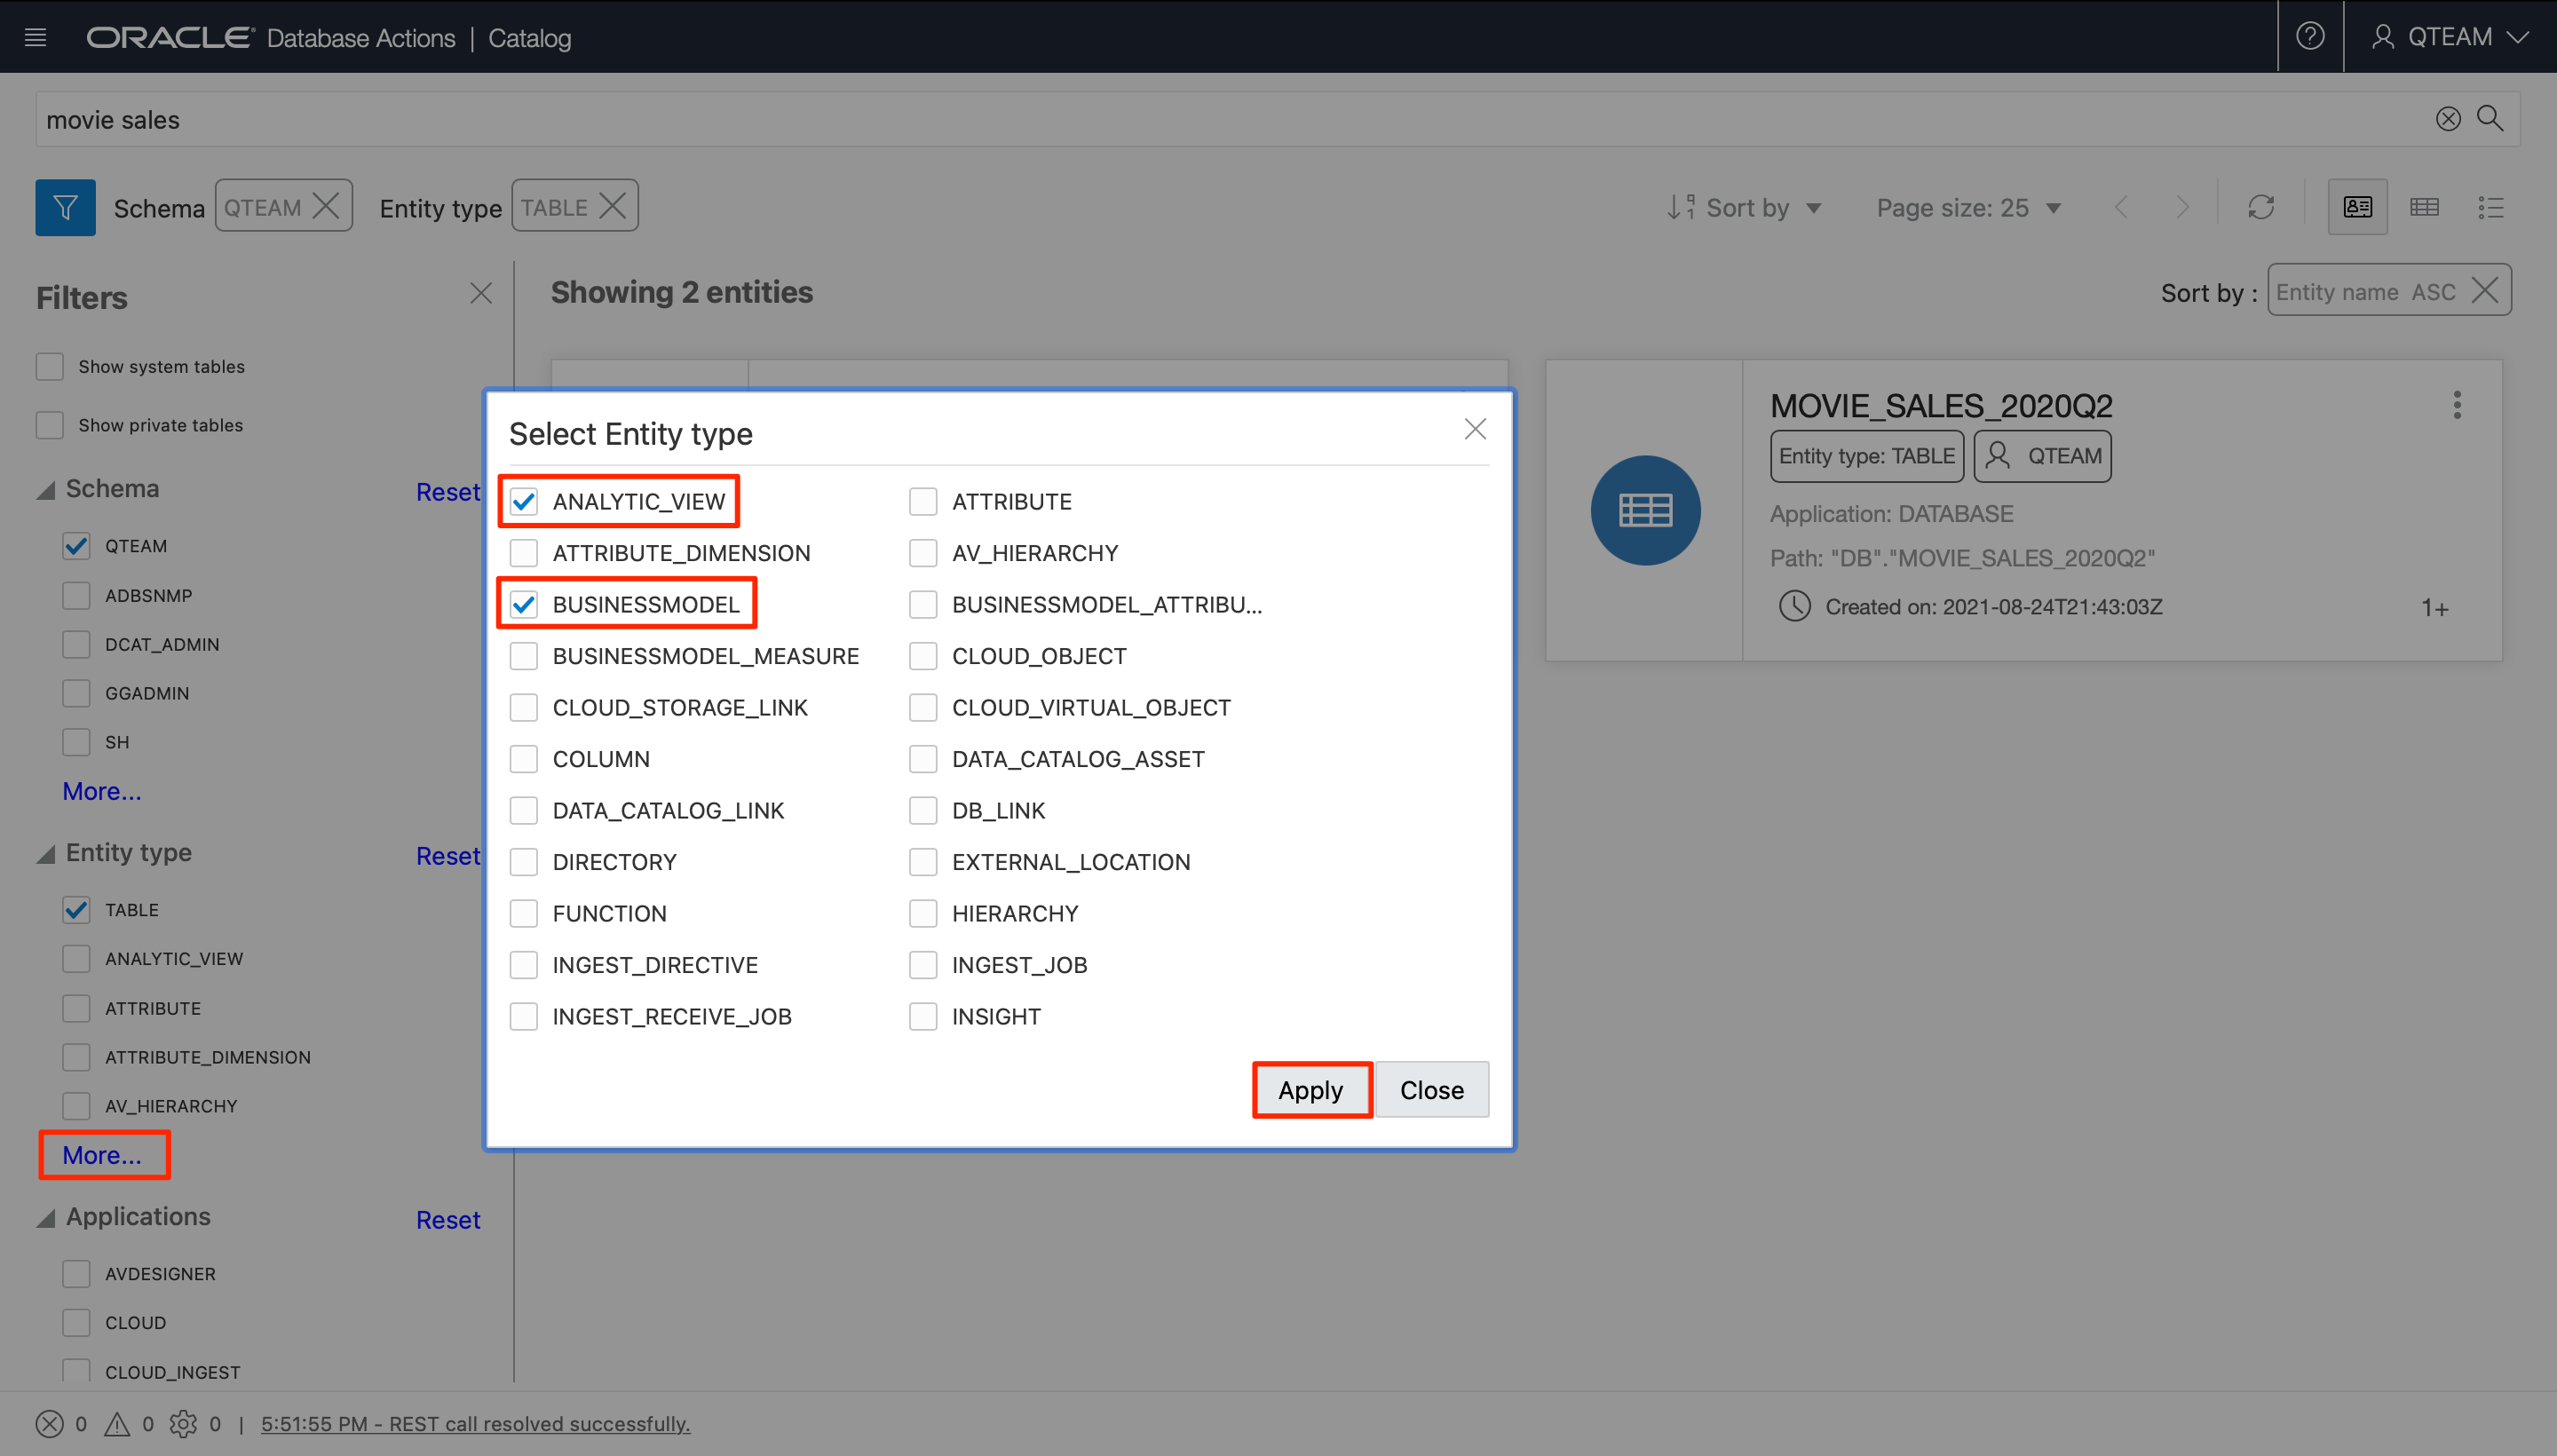 ORACLE Database Actions | Catalog
QTEAM
movie sales
Schema QTEAM Entity type TABLE
Sort by Page size: 25
Filters
Showing 2 entities
Sort by : Entity name ASC
Show system tables
Show private tables
Schema Reset
QTEAM
ADBSNMP
DCAT_ADMIN
GGADMIN
SH
More...
Entity type Reset
TABLE
ANALYTIC_VIEW
ATTRIBUTE
ATTRIBUTE_DIMENSION
AV_HIERARCHY
More...
Applications Reset
AVDESIGNER
CLOUD
CLOUD_INGEST
Select Entity type
ANALYTIC_VIEW ATTRIBUTE
ATTRIBUTE_DIMENSION AV_HIERARCHY
BUSINESSMODEL BUSINESSMODEL_ATTRIBU...
BUSINESSMODEL_MEASURE CLOUD_OBJECT
CLOUD_STORAGE_LINK CLOUD_VIRTUAL_OBJECT
COLUMN DATA_CATALOG_ASSET
DATA_CATALOG_LINK DB_LINK
DIRECTORY EXTERNAL_LOCATION
FUNCTION HIERARCHY
INGEST_DIRECTIVE INGEST_JOB
INGEST_RECEIVE_JOB INSIGHT
Apply Close
MOVIE_SALES_2020Q2
Entity type: TABLE QTEAM
Application: DATABASE
Path: "DB"."MOVIE_SALES_2020Q2"
Created on: 2021-08-24T21:43:03Z 1+
0 0 0 | 5:51:55 PM - REST call resolved successfully.